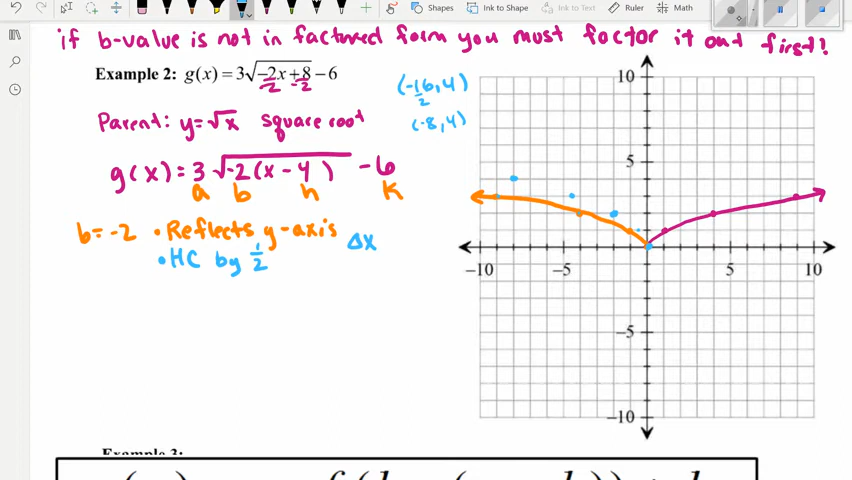 Shapes Ink to Shape Ink to Text Ruler Math
if b-value is not in factored form you must factor it out first!
Example 2: g(x) = 3√-2x+8 - 6
-2 -2
(-16, 4)
2
(-8, 4)
Parent: y=√x square root
g(x) = 3 √-2(x-4) - 6
a b h k
b=-2 • Reflects y-axis
• HC by 1/2 ΔX
10
5
-10 -5 5 10
-5
-10
Example 3: